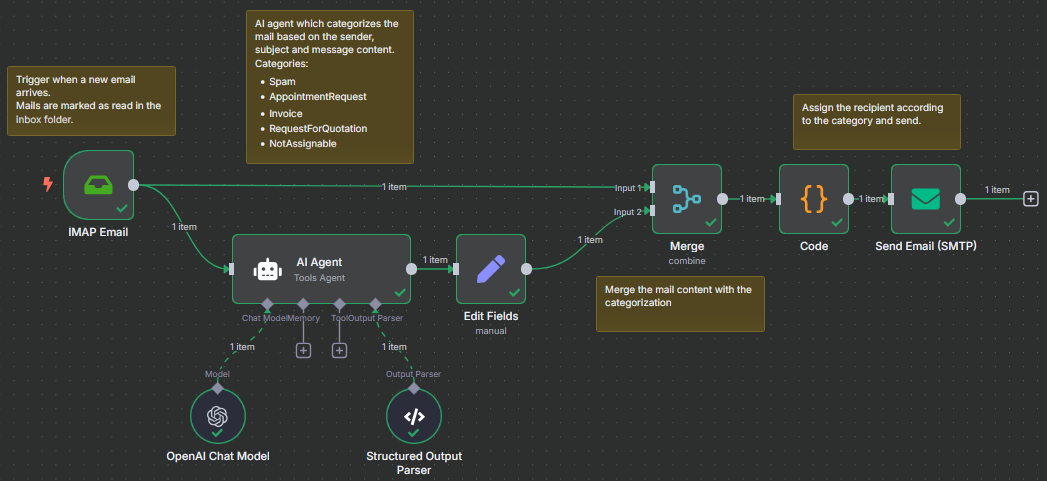 AI agent which categorizes the
mail based on the sender,
subject and message content.
Categories:
• Spam
• AppointmentRequest
• Invoice
• RequestForQuotation
• NotAssignable
Trigger when a new email
arrives.
Mails are marked as read in the
Inbox folder.
Assign the recipient according
to the category and send.
IMAP Email
1 item
1 item
AI Agent
Tools Agent
Chat Model
Memory
Tool
Output Parser
1 item
Edit Fields
manual
1 item
Input 1
Input 2
Merge
combine
1 item
Code
1 item
Send Email (SMTP)
1 item
Merge the mail content with the
categorization
1 item
Model
OpenAI Chat Model
1 item
Output Parser
Structured Output
Parser